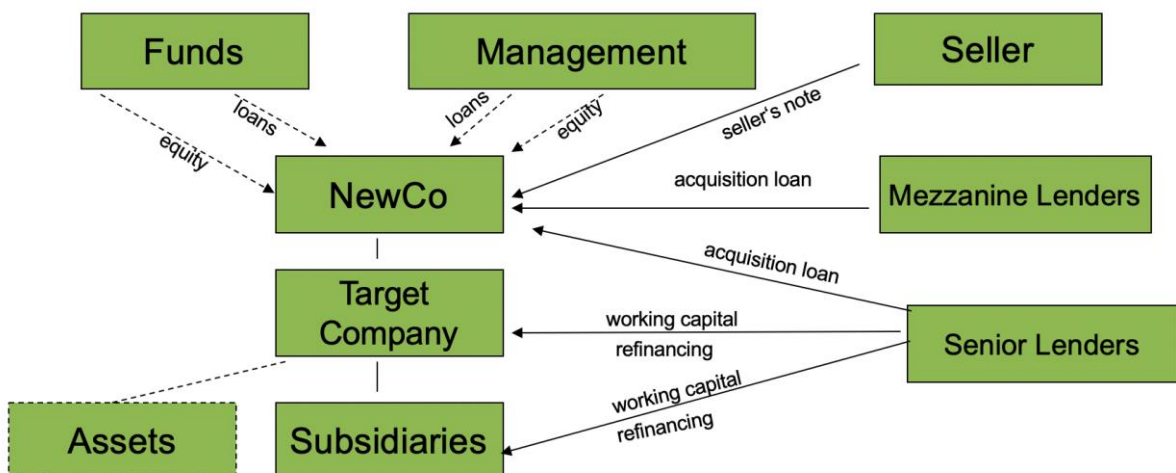 Funds
Management
Seller
loans
equity
loans
equity
seller's note
NewCo
acquisition loan
Mezzanine Lenders
acquisition loan
Target
Company
working capital
refinancing
Senior Lenders
working capital
refinancing
Assets
Subsidiaries